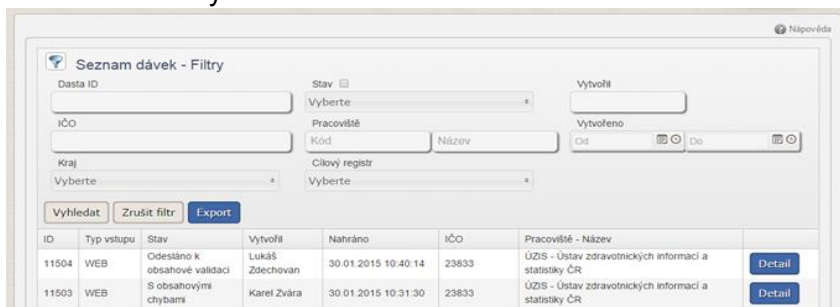 Nápověda
Seznam dávek - Filtry
Dasta ID Stav Vytvořil
Vyberte
IČO Pracoviště Vytvořeno
Kód Název Od Do
Kraj Cílový registr
Vyberte Vyberte
Vyhledat Zrušit filtr Export
ID Typ vstupu Stav Vytvořil Nahráno IČO Pracoviště - Název
11504 WEB Odesláno k obsahové validaci Lukáš Zdechovan 30.01.2015 10:40:14 23833 ÚZIS - Ústav zdravotnických informací a statistiky ČR Detail
11503 WEB S obsahovými chybami Karel Zvára 30.01.2015 10:31:30 23833 ÚZIS - Ústav zdravotnických informací a statistiky ČR Detail